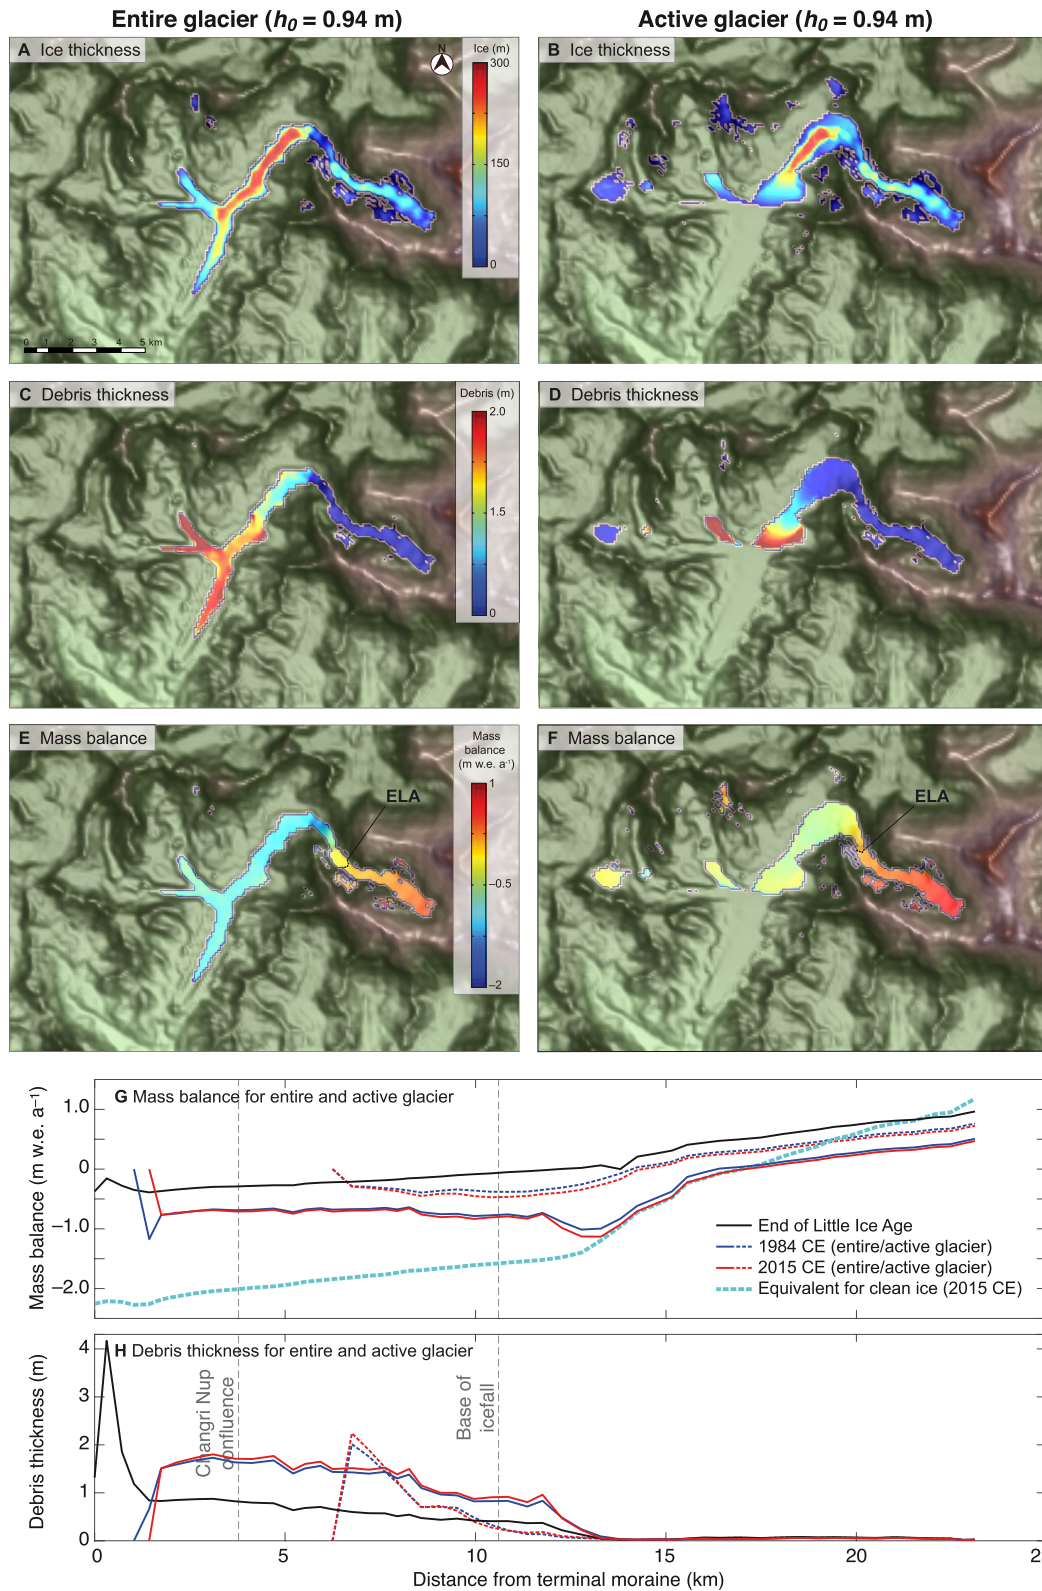 Entire glacier (h0 = 0.94 m)
Active glacier (h0 = 0.94 m)
A Ice thickness
N
Ice (m)
300
150
0
0 1 2 3 4 5 km
B Ice thickness
C Debris thickness
Debris (m)
2.0
1.5
0
D Debris thickness
E Mass balance
Mass
balance
(m w.e. a⁻¹)
1
−0.5
−2
ELA
F Mass balance
ELA
G Mass balance for entire and active glacier
Mass balance (m w.e. a⁻¹)
1.0
0
−1.0
−2.0
End of Little Ice Age
1984 CE (entire/active glacier)
2015 CE (entire/active glacier)
Equivalent for clean ice (2015 CE)
H Debris thickness for entire and active glacier
Debris thickness (m)
4
3
2
1
0
Changri Nup
confluence
Base of
icefall
0 5 10 15 20 2
Distance from terminal moraine (km)